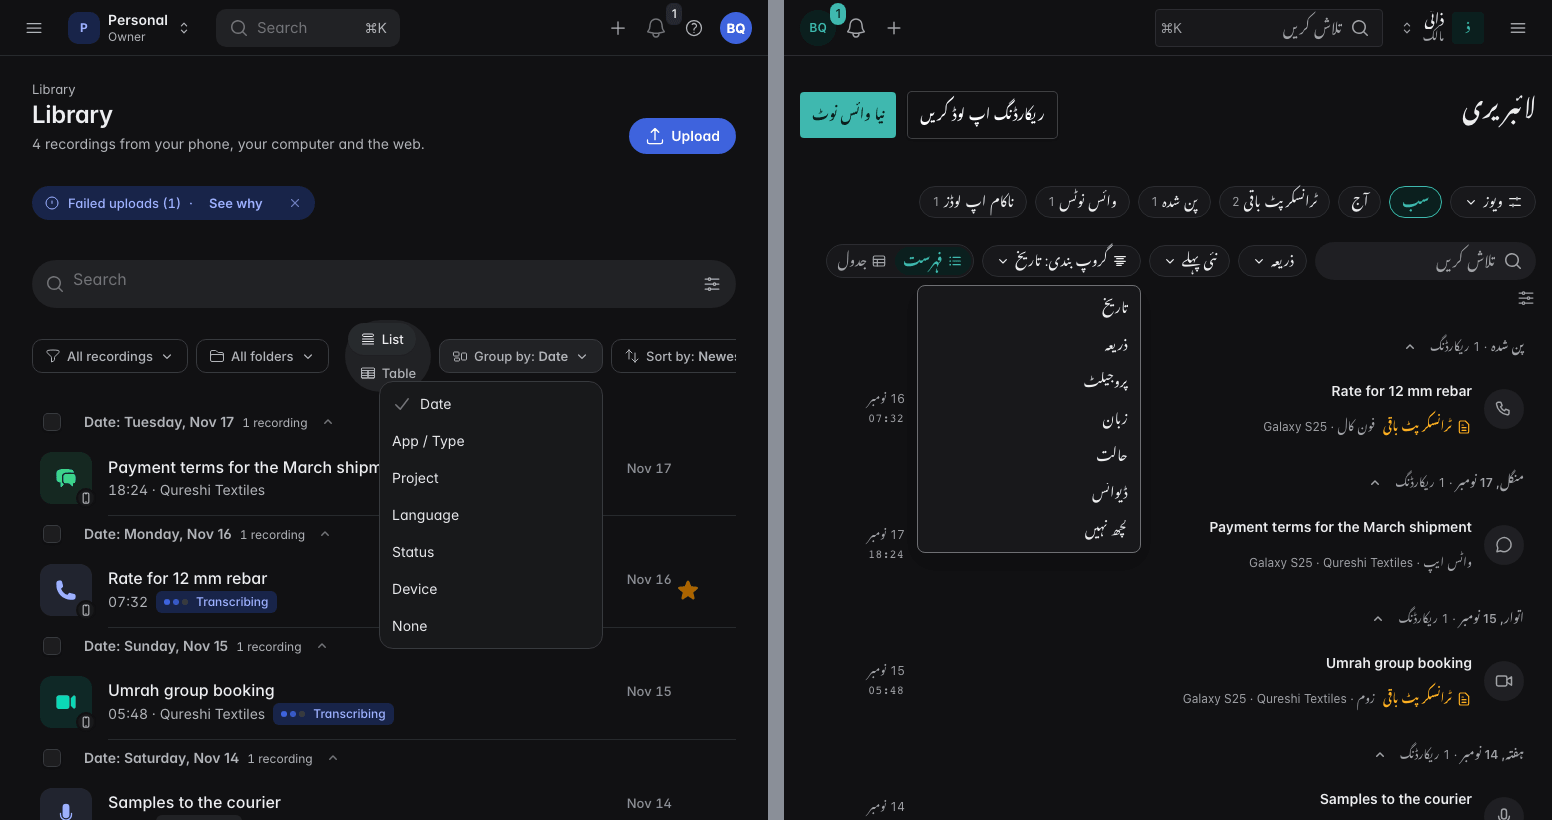 P
Personal
Owner
Search
⌘K
1
BQ
Library
Library
4 recordings from your phone, your computer and the web.
Upload
Failed uploads (1) · See why
Search
All recordings
All folders
List
Table
Group by: Date
Sort by: Newes
Date
App / Type
Project
Language
Status
Device
None
Date: Tuesday, Nov 17 1 recording
Payment terms for the March shipm
18:24 · Qureshi Textiles
Nov 17
Date: Monday, Nov 16 1 recording
Rate for 12 mm rebar
07:32 Transcribing
Nov 16
Date: Sunday, Nov 15 1 recording
Umrah group booking
05:48 · Qureshi Textiles Transcribing
Nov 15
Date: Saturday, Nov 14 1 recording
Samples to the courier
Nov 14
ذ
ذاتی
مالک
تلاش کریں
⌘K
1
BQ
لائبریری
ریکارڈنگ اپ لوڈ کریں
نیا وائس نوٹ
ویوز
سب
آج
ٹرانسکرپٹ باقی 2
پن شدہ 1
وائس نوٹس 1
ناکام اپ لوڈز 1
تلاش کریں
ذریعہ
نئی پہلے
گروپ بندی: تاریخ
فہرست
جدول
تاریخ
ذریعہ
پروجیکٹ
زبان
حالت
ڈیوائس
کچھ نہیں
پن شدہ · 1 ریکارڈنگ
Rate for 12 mm rebar
ٹرانسکرپٹ باقی فون کال · Galaxy S25
16 نومبر
07:32
منگل, 17 نومبر · 1 ریکارڈنگ
Payment terms for the March shipment
واٹس ایپ · Galaxy S25 · Qureshi Textiles
17 نومبر
18:24
اتوار, 15 نومبر · 1 ریکارڈنگ
Umrah group booking
ٹرانسکرپٹ باقی زوم · Galaxy S25 · Qureshi Textiles
15 نومبر
05:48
ہفتہ, 14 نومبر · 1 ریکارڈنگ
Samples to the courier
14 نومبر